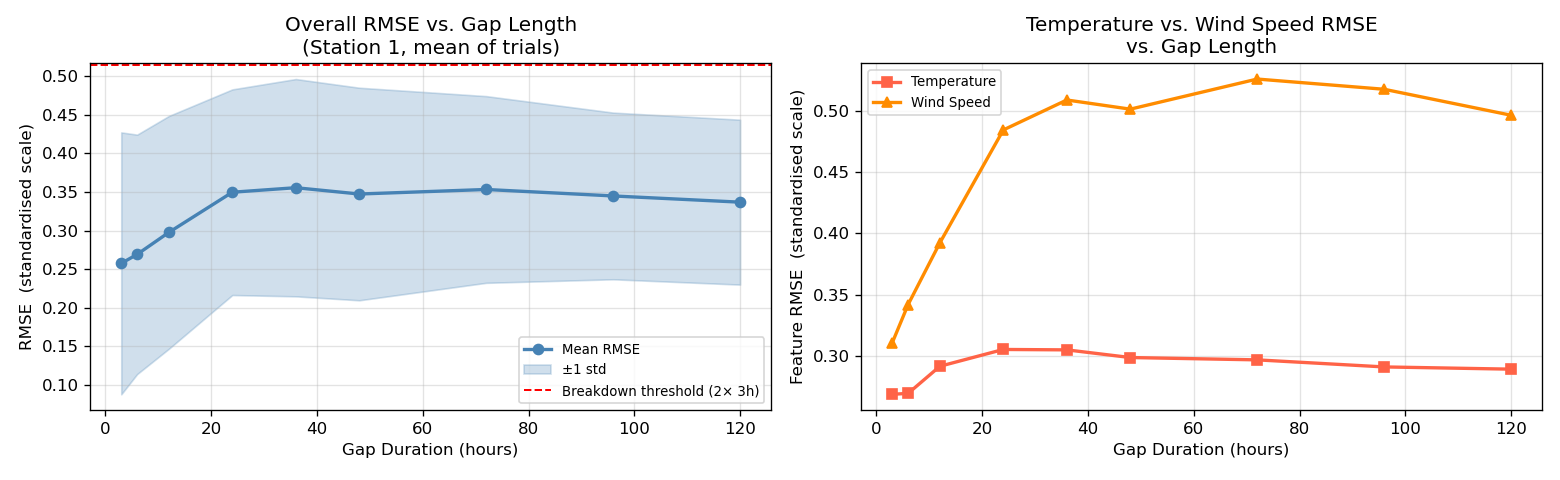 Overall RMSE vs. Gap Length
(Station 1, mean of trials)
RMSE  (standardised scale)
0.50
0.45
0.40
0.35
0.30
0.25
0.20
0.15
0.10
Mean RMSE
±1 std
Breakdown threshold (2× 3h)
0 20 40 60 80 100 120
Gap Duration (hours)
Temperature vs. Wind Speed RMSE
vs. Gap Length
Feature RMSE  (standardised scale)
Temperature
Wind Speed
0.50
0.45
0.40
0.35
0.30
0 20 40 60 80 100 120
Gap Duration (hours)